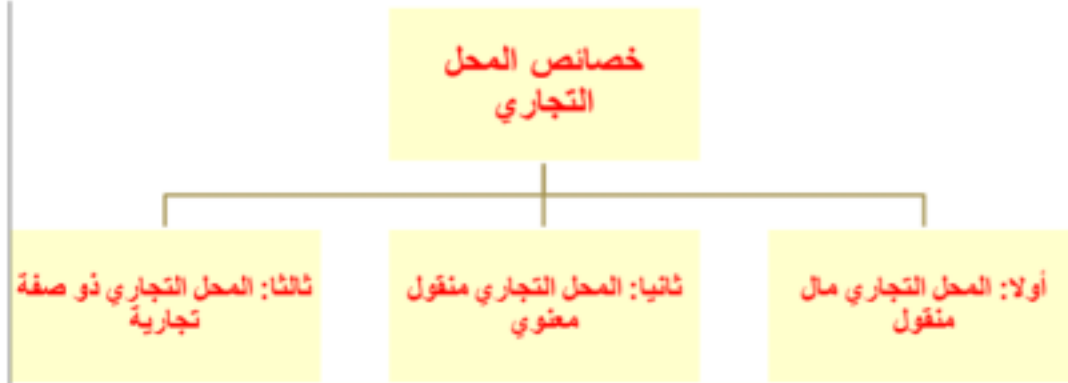 خصائص المحل
التجاري
أولا: المحل التجاري مال
منقول
ثانيا: المحل التجاري منقول
معنوي
ثالثا: المحل التجاري ذو صفة
تجارية